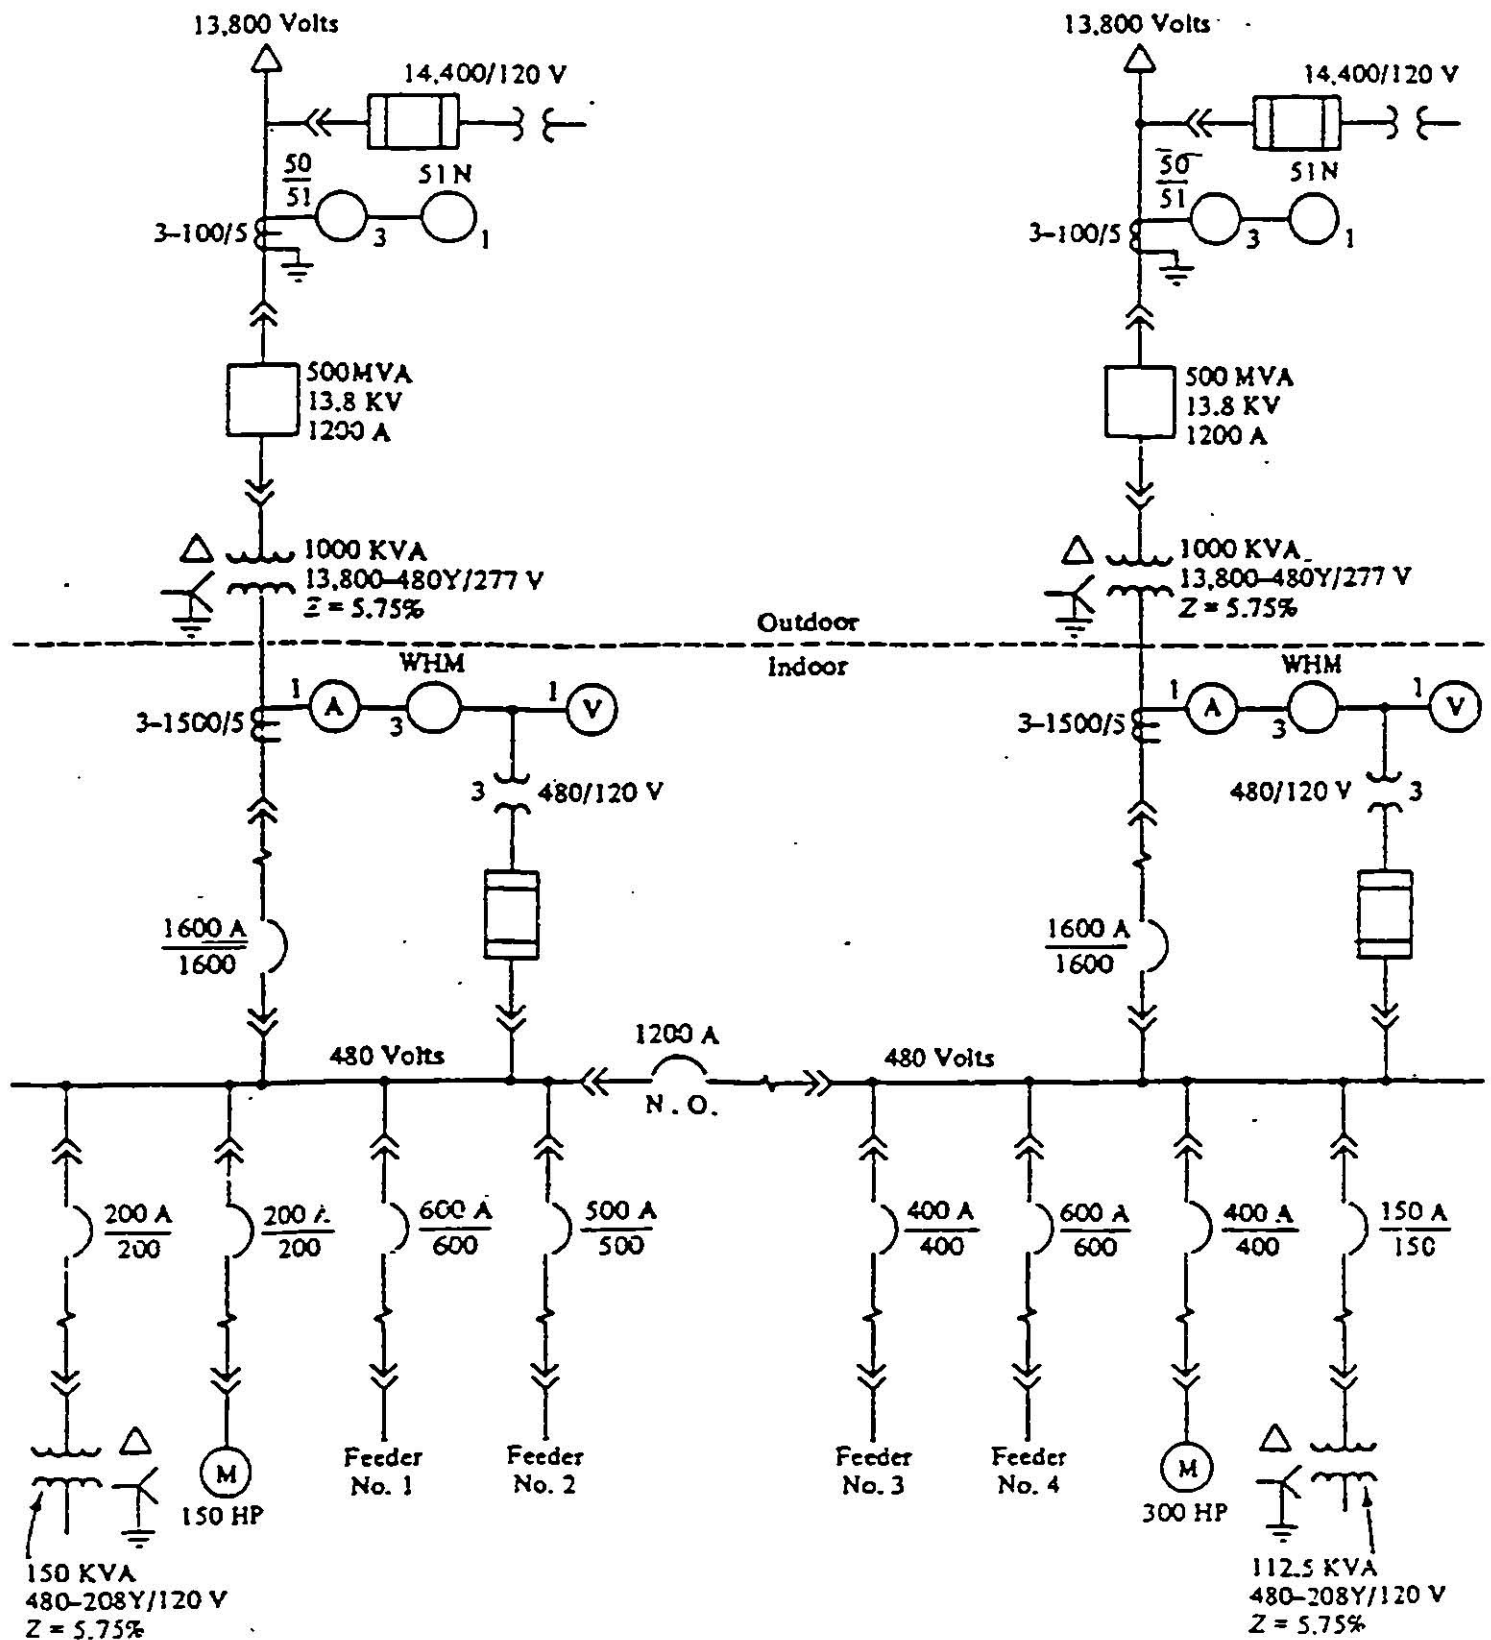 13,800 Volts
13,800 Volts
14,400/120 V
14,400/120 V
50
51
51N
50
51
51N
3-100/5
3
1
3-100/5
3
1
500MVA
13.8 KV
1200 A
500 MVA
13.8 KV
1200 A
1000 KVA
13,800-480Y/277 V
Z = 5.75%
1000 KVA
13,800-480Y/277 V
Z = 5.75%
Outdoor
Indoor
WHM
WHM
3-1500/5
1
A
3
1
V
3-1500/5
1
A
3
1
V
3
480/120 V
480/120 V
3
1600 A
1600
1600 A
1600
480 Volts
1200 A
N.O.
480 Volts
200 A
200
200 A
200
600 A
600
500 A
500
400 A
400
600 A
600
400 A
400
150 A
150
M
150 HP
Feeder
No. 1
Feeder
No. 2
Feeder
No. 3
Feeder
No. 4
M
300 HP
150 KVA
480-208Y/120 V
Z = 5.75%
112.5 KVA
480-208Y/120 V
Z = 5.75%